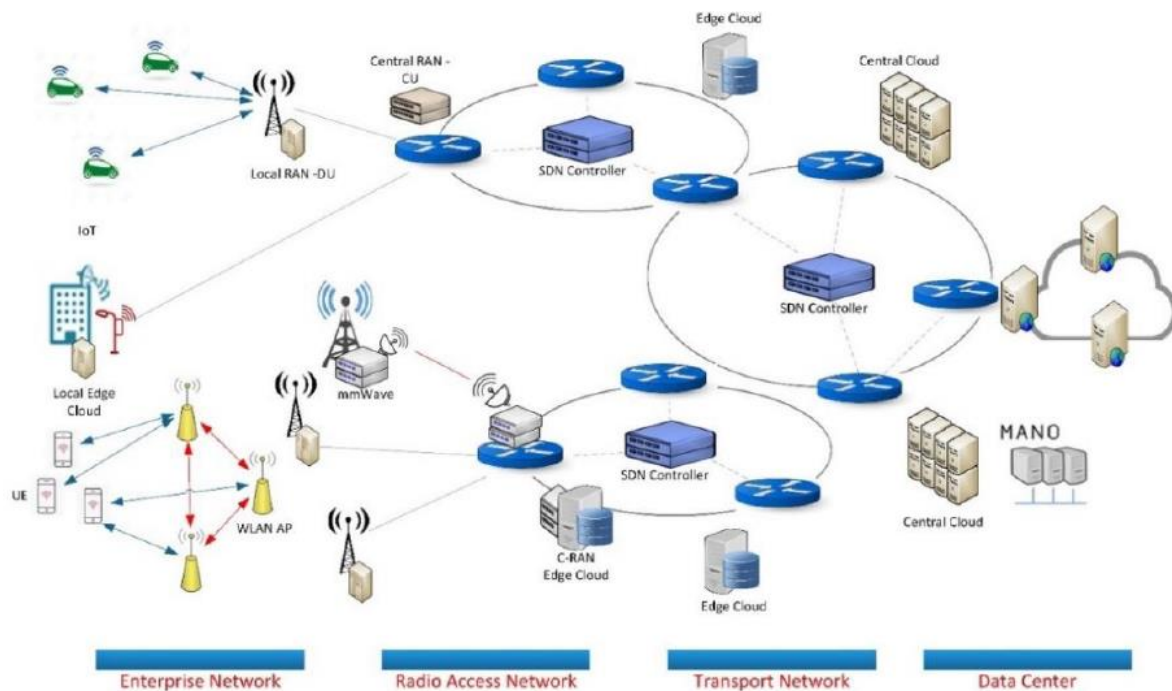 Edge Cloud
Central RAN -
CU
Central Cloud
SDN Controller
Local RAN -DU
IoT
SDN Controller
Local Edge
Cloud
mmWave
SDN Controller
MANO
UE
WLAN AP
Central Cloud
C-RAN
Edge Cloud
Edge Cloud
Enterprise Network
Radio Access Network
Transport Network
Data Center